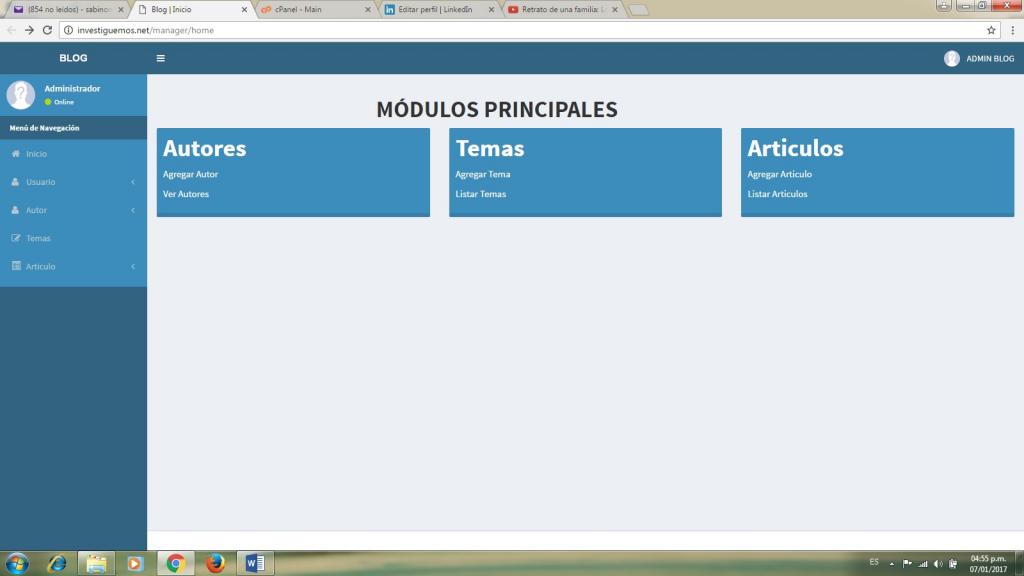 (854 no leídos) - sabino
Blog | Inicio
cPanel - Main
Editar perfil | LinkedIn
Retrato de una familia: L
investiguemos.net/manager/home
BLOG
ADMIN BLOG
Administrador
Online
Menú de Navegación
Inicio
Usuario
Autor
Temas
Articulo
MÓDULOS PRINCIPALES
Autores
Agregar Autor
Ver Autores
Temas
Agregar Tema
Listar Temas
Articulos
Agregar Articulo
Listar Articulos
ES
04:55 p.m.
07/01/2017